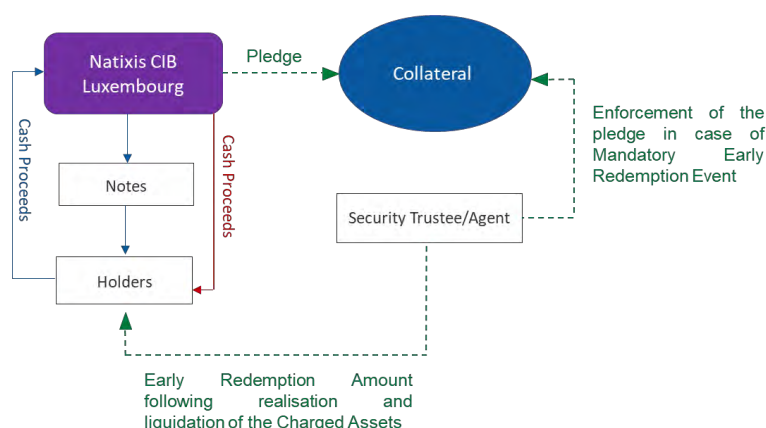 Natixis CIB
Luxembourg
Pledge
Collateral
Cash Proceeds
Cash Proceeds
Enforcement of the
pledge in case of
Mandatory Early
Redemption Event
Notes
Security Trustee/Agent
Holders
Early Redemption Amount
following realisation and
liquidation of the Charged Assets